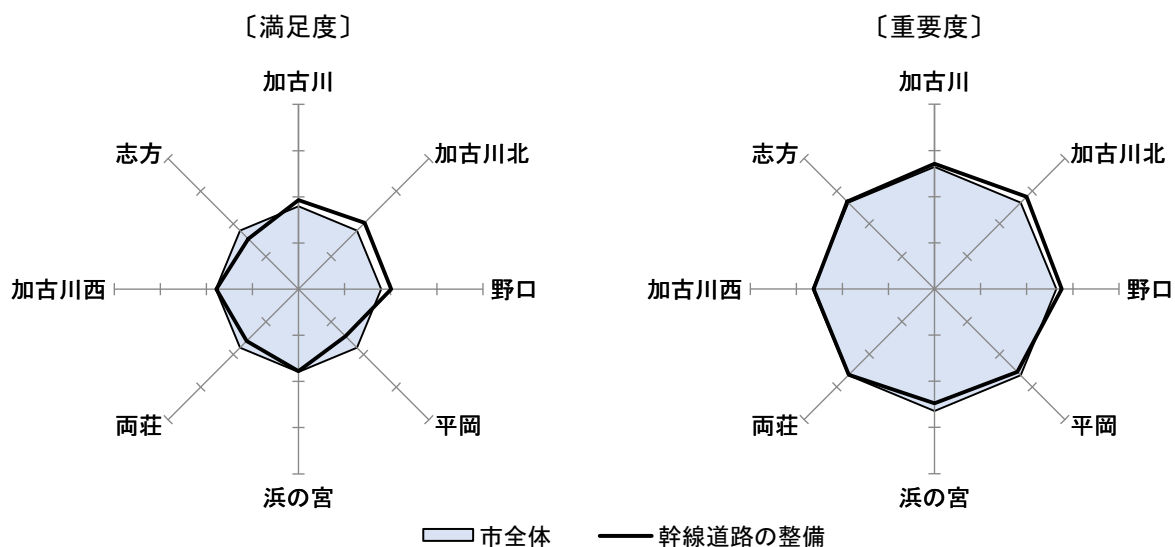 〔満足度〕
加古川
加古川北
野口
平岡
浜の宮
両荘
加古川西
志方
〔重要度〕
加古川
加古川北
野口
平岡
浜の宮
両荘
加古川西
志方
市全体
幹線道路の整備